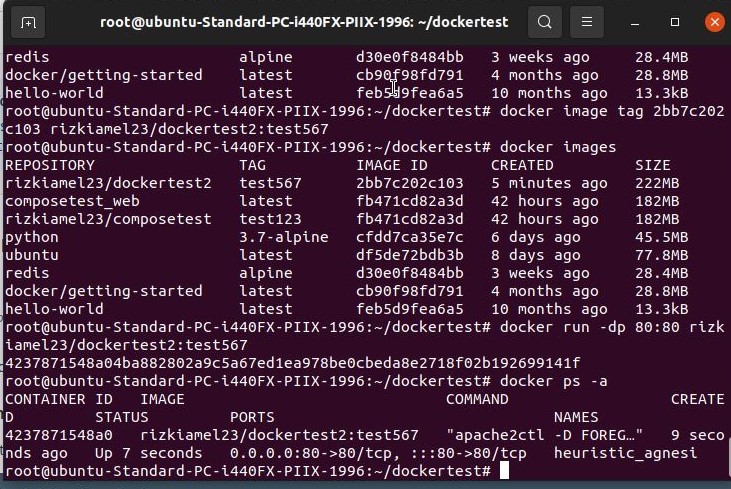 root@ubuntu-Standard-PC-i440FX-PIIX-1996: ~/dockertest
redis alpine d30e0f8484bb 3 weeks ago 28.4MB
docker/getting-started latest cb90f98fd791 4 months ago 28.8MB
hello-world latest feb5d9fea6a5 10 months ago 13.3kB
root@ubuntu-Standard-PC-i440FX-PIIX-1996:~/dockertest# docker image tag 2bb7c202
c103 rizkiamel23/dockertest2:test567
root@ubuntu-Standard-PC-i440FX-PIIX-1996:~/dockertest# docker images
REPOSITORY TAG IMAGE ID CREATED SIZE
rizkiamel23/dockertest2 test567 2bb7c202c103 5 minutes ago 222MB
composetest_web latest fb471cd82a3d 42 hours ago 182MB
rizkiamel23/composetest test123 fb471cd82a3d 42 hours ago 182MB
python 3.7-alpine cfdd7ca35e7c 6 days ago 45.5MB
ubuntu latest df5de72bdb3b 8 days ago 77.8MB
redis alpine d30e0f8484bb 3 weeks ago 28.4MB
docker/getting-started latest cb90f98fd791 4 months ago 28.8MB
hello-world latest feb5d9fea6a5 10 months ago 13.3kB
root@ubuntu-Standard-PC-i440FX-PIIX-1996:~/dockertest# docker run -dp 80:80 rizk
iamel23/dockertest2:test567
4237871548a04ba882802a9c5a67ed1ea978be0cbeda8e2718f02b192699141f
root@ubuntu-Standard-PC-i440FX-PIIX-1996:~/dockertest# docker ps -a
CONTAINER ID IMAGE COMMAND CREATE
D STATUS PORTS NAMES
4237871548a0 rizkiamel23/dockertest2:test567 "apache2ctl -D FOREG…" 9 seco
nds ago Up 7 seconds 0.0.0.0:80->80/tcp, :::80->80/tcp heuristic_agnesi
root@ubuntu-Standard-PC-i440FX-PIIX-1996:~/dockertest#